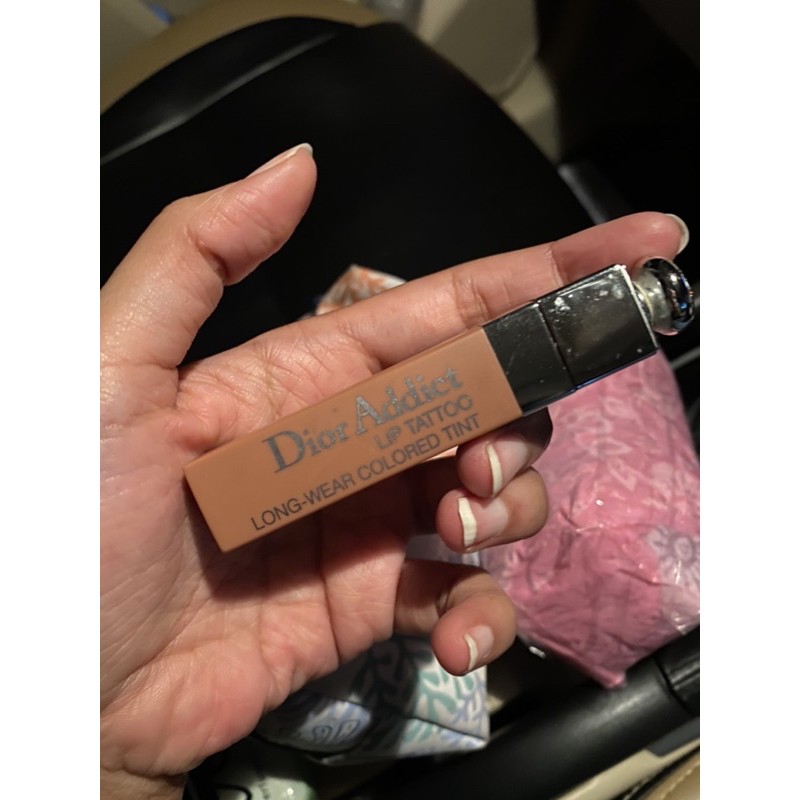 Dior Addict
LIP TATTOO
LONG-WEAR COLORED TINT